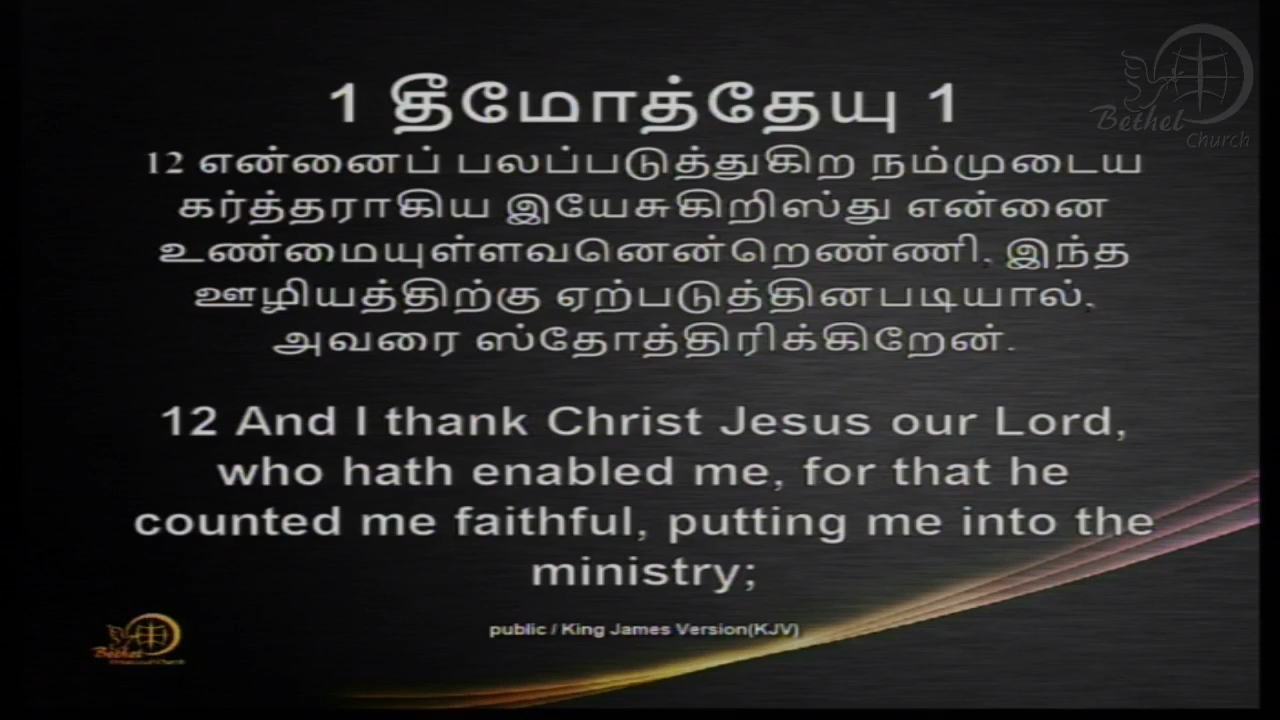 Bethel
Church
1 தீமோத்தேயு 1
12 என்னைப் பலப்படுத்துகிற நம்முடைய
கர்த்தராகிய இயேசுகிறிஸ்து என்னை
உண்மையுள்ளவனென்றெண்ணி, இந்த
ஊழியத்திற்கு ஏற்படுத்தினபடியால்,
அவரை ஸ்தோத்திரிக்கிறேன்.
12 And I thank Christ Jesus our Lord,
who hath enabled me, for that he
counted me faithful, putting me into the
ministry;
public / King James Version(KJV)
Bethel